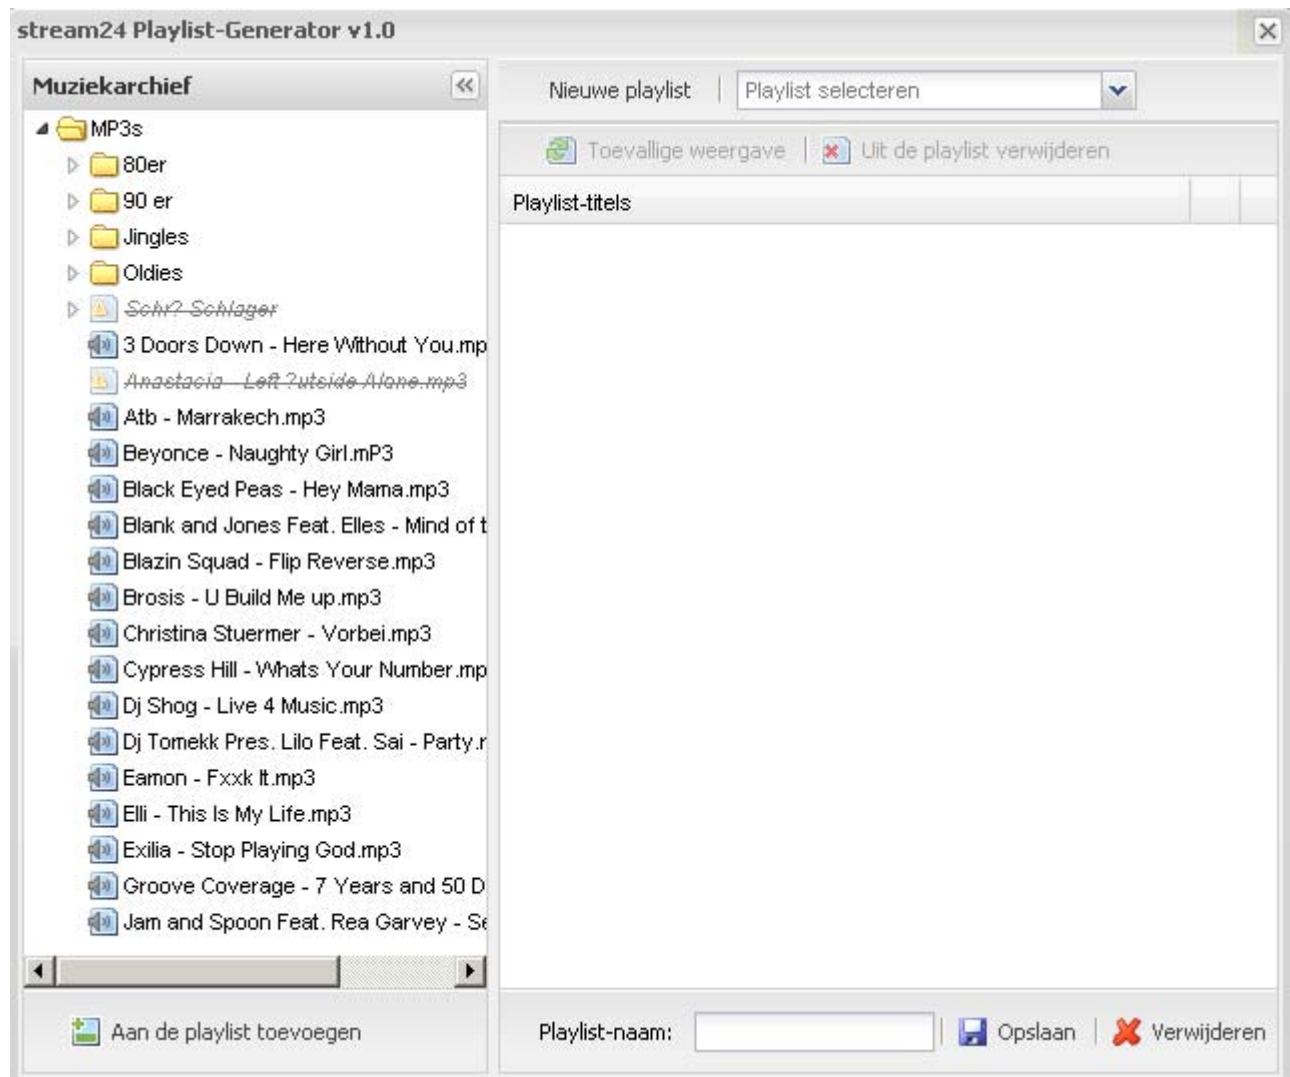 stream24 Playlist-Generator v1.0
Muziekarchief
MP3s
80er
90 er
Jingles
Oldies
Schr? Schlager
3 Doors Down - Here Without You.mp
Anastacia - Left ?utside Alone.mp3
Atb - Marrakech.mp3
Beyonce - Naughty Girl.mP3
Black Eyed Peas - Hey Mama.mp3
Blank and Jones Feat. Elles - Mind of t
Blazin Squad - Flip Reverse.mp3
Brosis - U Build Me up.mp3
Christina Stuermer - Vorbei.mp3
Cypress Hill - Whats Your Number.mp
Dj Shog - Live 4 Music.mp3
Dj Tomekk Pres. Lilo Feat. Sai - Party.
Eamon - Fxxk It.mp3
Elli - This Is My Life.mp3
Exilia - Stop Playing God.mp3
Groove Coverage - 7 Years and 50 D
Jam and Spoon Feat. Rea Garvey - Se
Aan de playlist toevoegen
Nieuwe playlist Playlist selecteren
Toevallige weergave Uit de playlist verwijderen
Playlist-titels
Playlist-naam: Opslaan Verwijderen